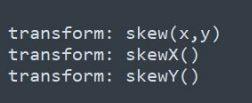 transform: skew(x,y)
transform: skewX()
transform: skewY()